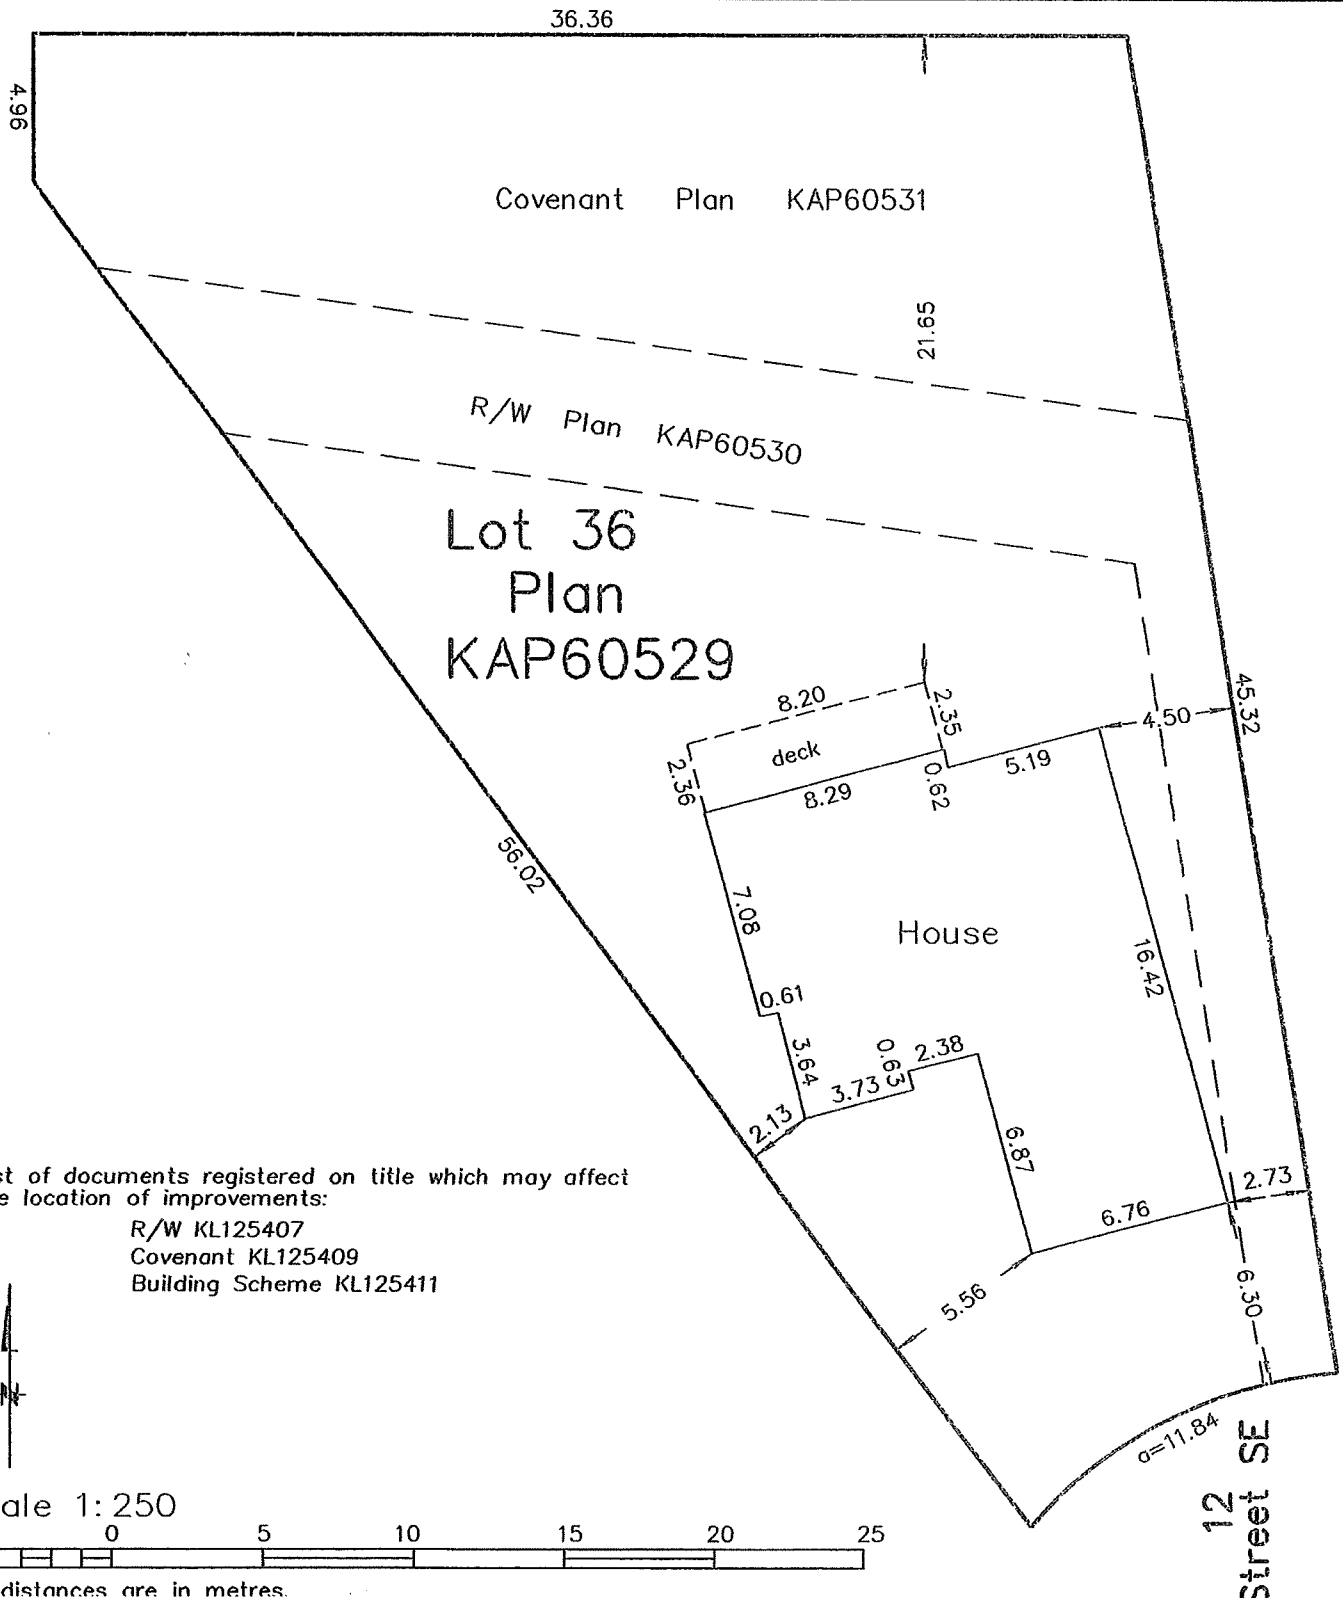 36.36
4.96
Covenant Plan KAP60531
21.65
R/W Plan KAP60530
Lot 36
Plan
KAP60529
45.32
8.20
2.35
4.50
deck
2.36
5.19
0.62
8.29
56.02
7.08
House
16.42
0.61
3.64
0.63
2.38
3.73
2.13
6.87
2.73
6.76
6.30
5.56
a=11.84
12
Street SE
st of documents registered on title which may affect
e location of improvements:
R/W KL125407
Covenant KL125409
Building Scheme KL125411
N
ale 1:250
0 5 10 15 20 25
distances are in metres.